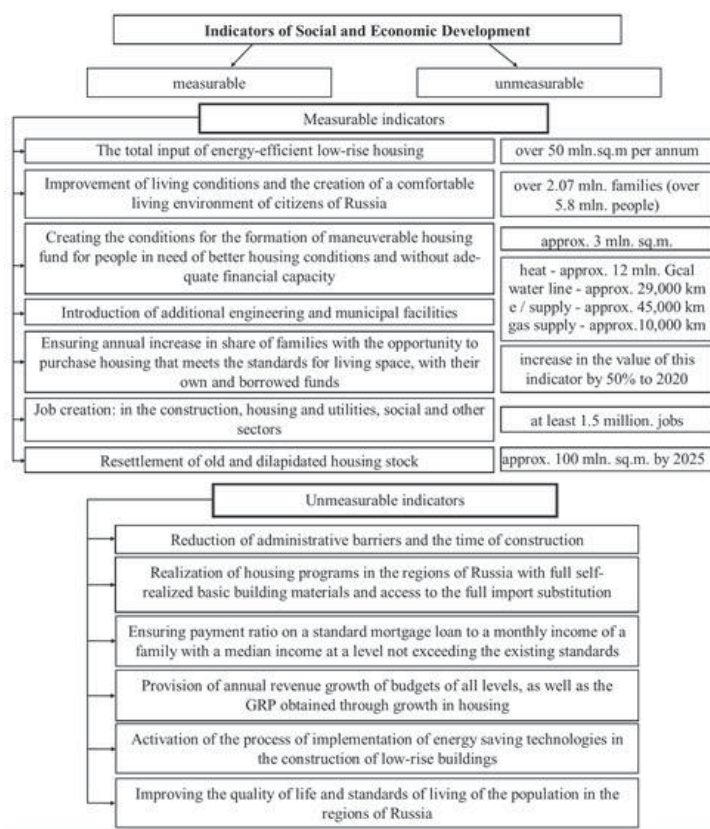 Indicators of Social and Economic Development
measurable
unmeasurable
Measurable indicators
The total input of energy-efficient low-rise housing
over 50 mln.sq.m per annum
Improvement of living conditions and the creation of a comfortable
living environment of citizens of Russia
over 2.07 mln. families (over
5.8 mln. people)
Creating the conditions for the formation of maneuverable housing
fund for people in need of better housing conditions and without ade-
quate financial capacity
approx. 3 mln. sq.m.
Introduction of additional engineering and municipal facilities
heat - approx. 12 mln. Gcal
water line - approx. 29,000 km
e / supply - approx. 45,000 km
gas supply - approx.10,000 km
Ensuring annual increase in share of families with the opportunity to
purchase housing that meets the standards for living space, with their
own and borrowed funds
increase in the value of this
indicator by 50% to 2020
Job creation: in the construction, housing and utilities, social and other
sectors
at least 1.5 million. jobs
Resettlement of old and dilapidated housing stock
approx. 100 mln. sq.m. by 2025
Unmeasurable indicators
Reduction of administrative barriers and the time of construction
Realization of housing programs in the regions of Russia with full self-
realized basic building materials and access to the full import substitution
Ensuring payment ratio on a standard mortgage loan to a monthly income of a
family with a median income at a level not exceeding the existing standards
Provision of annual revenue growth of budgets of all levels, as well as the
GRP obtained through growth in housing
Activation of the process of implementation of energy saving technologies in
the construction of low-rise buildings
Improving the quality of life and standards of living of the population in the
regions of Russia